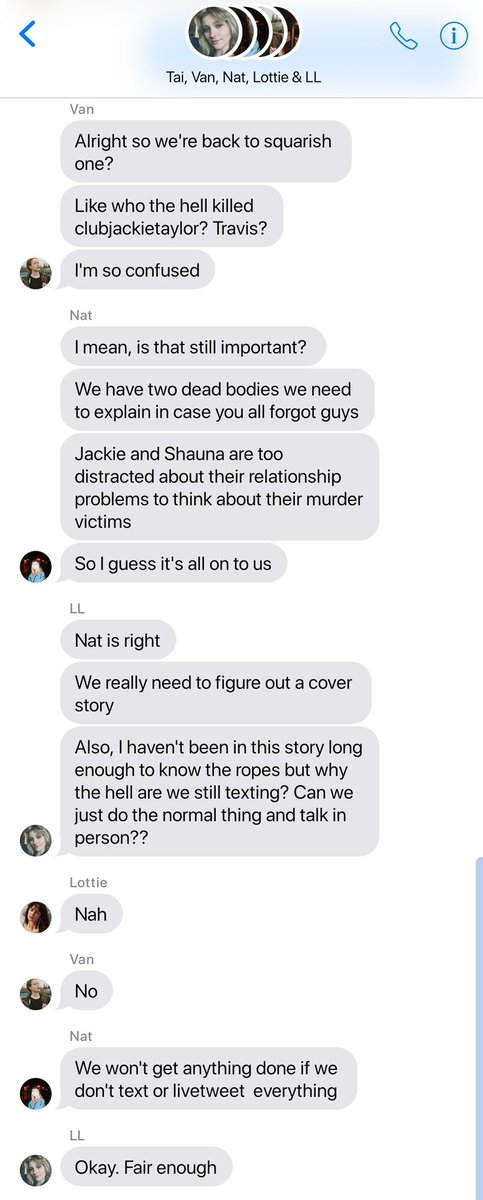 Tai, Van, Nat, Lottie & LL
Van
Alright so we're back to squarish
one?
Like who the hell killed
clubjackietaylor? Travis?
I'm so confused
Nat
I mean, is that still important?
We have two dead bodies we need
to explain in case you all forgot guys
Jackie and Shauna are too
distracted about their relationship
problems to think about their murder
victims
So I guess it's all on to us
LL
Nat is right
We really need to figure out a cover
story
Also, I haven't been in this story long
enough to know the ropes but why
the hell are we still texting? Can we
just do the normal thing and talk in
person??
Lottie
Nah
Van
No
Nat
We won't get anything done if we
don't text or livetweet  everything
LL
Okay. Fair enough